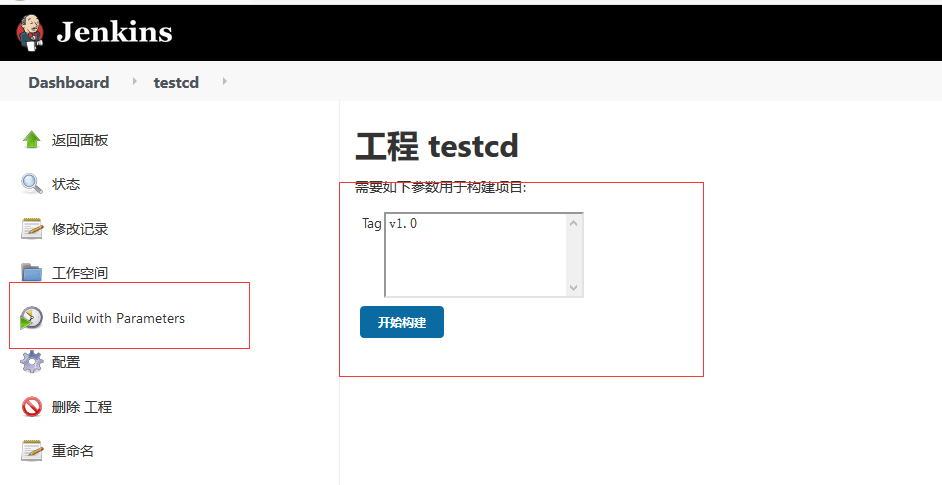 Jenkins
Dashboard testcd
返回面板
状态
修改记录
工作空间
Build with Parameters
配置
删除 工程
重命名
工程 testcd
需要如下参数用于构建项目:
Tag v1.0
开始构建